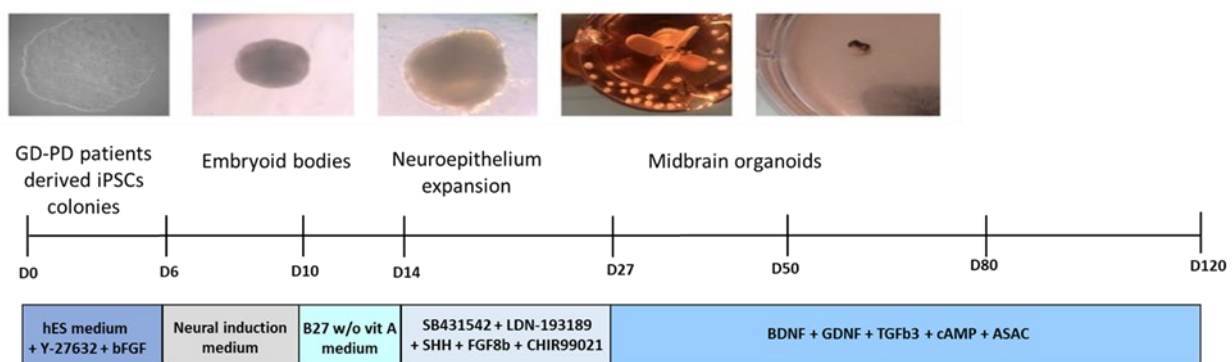 GD-PD patients
derived iPSCs
colonies
Embryoid bodies
Neuroepithelium
expansion
Midbrain organoids
D0
D6
D10
D14
D27
D50
D80
D120
hES medium
+ Y-27632 + bFGF
Neural induction
medium
B27 w/o vit A
medium
SB431542 + LDN-193189
+ SHH + FGF8b + CHIR99021
BDNF + GDNF + TGFb3 + cAMP + ASAC